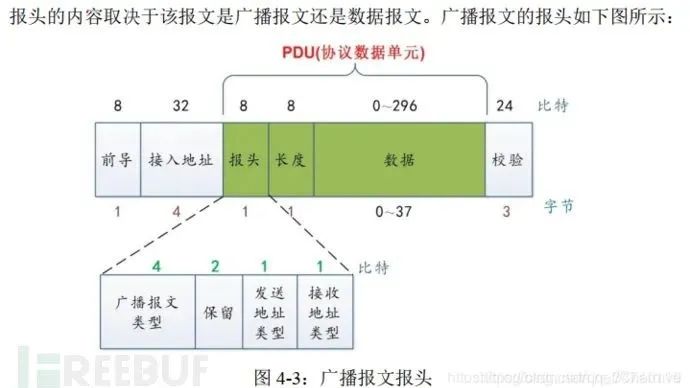 报头的内容取决于该报文是广播报文还是数据报文。广播报文的报头如下图所示：
PDU(协议数据单元)
8 32 8 8 0~296 24 比特
前导 接入地址 报头 长度 数据 校验
1 4 1 1 0~37 3 字节
4 2 1 1 比特
广播报文类型 保留 发送地址类型 接收地址类型
图 4-3：广播报文报头
FREEBUF